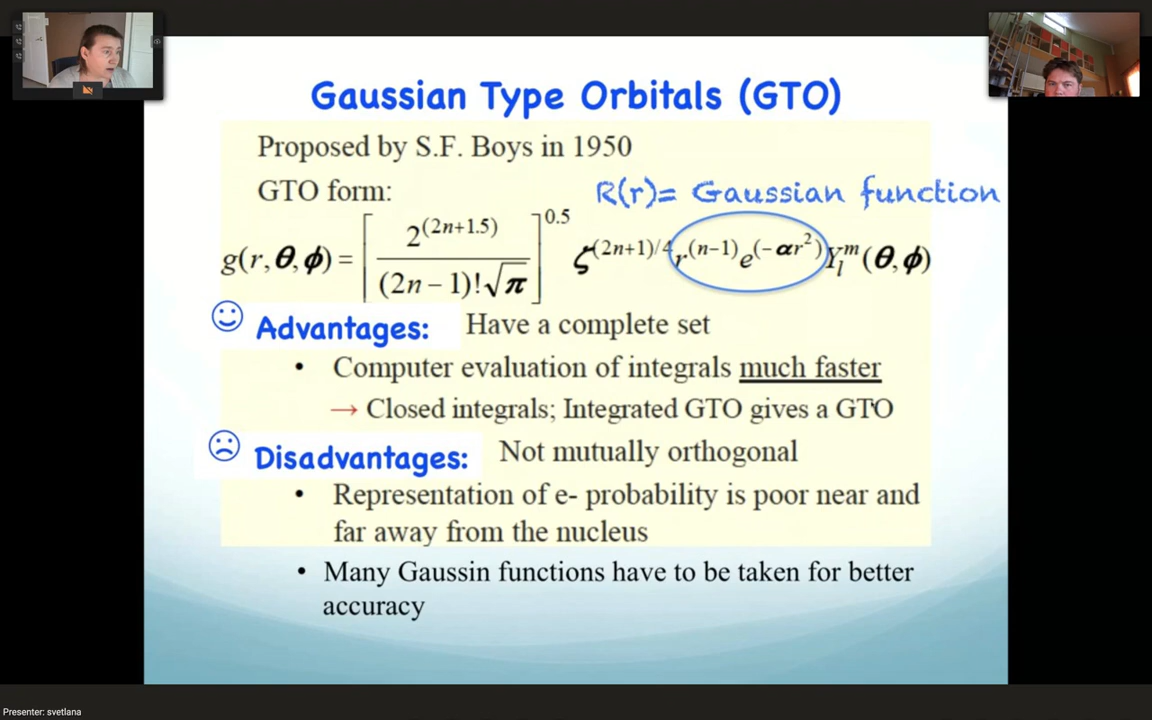 Gaussian Type Orbitals (GTO)
Proposed by S.F. Boys in 1950
GTO form:
R(r)= Gaussian function
g(r,θ,ϕ) = [2^(2n+1.5) / (2n−1)!√π]^0.5 ζ^(2n+1)/4 r^(n−1) e^(−αr²) Y_l^m(θ,ϕ)
Advantages: Have a complete set
• Computer evaluation of integrals much faster
→ Closed integrals; Integrated GTO gives a GTO
Disadvantages: Not mutually orthogonal
• Representation of e- probability is poor near and
far away from the nucleus
• Many Gaussin functions have to be taken for better
accuracy
Presenter: svetlana